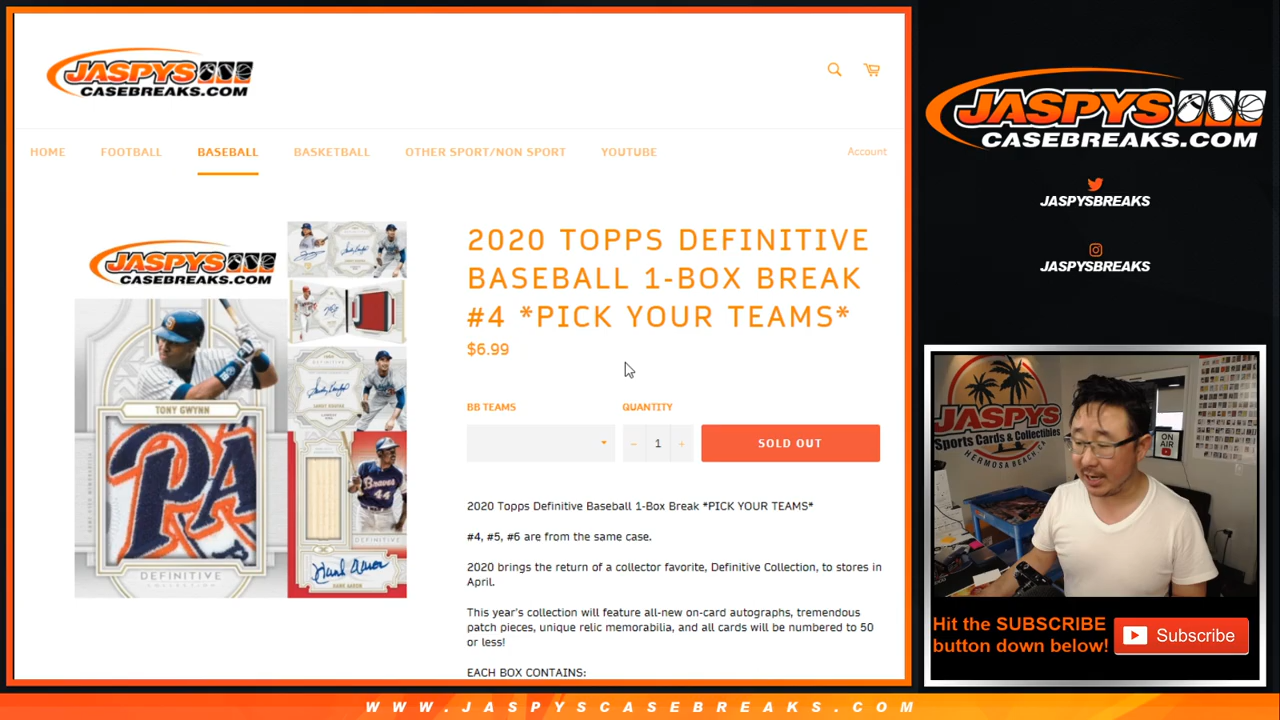 JASPYS
CASEBREAKS.COM
HOME
FOOTBALL
BASEBALL
BASKETBALL
OTHER SPORT/NON SPORT
YOUTUBE
Account
JASPYS
CASEBREAKS.COM
TONY GWYNN
DEFINITIVE
Braves
44
DEFINITIVE
2020 TOPPS DEFINITIVE
BASEBALL 1-BOX BREAK
#4 *PICK YOUR TEAMS*
$6.99
BB TEAMS
QUANTITY
1
SOLD OUT
2020 Topps Definitive Baseball 1-Box Break *PICK YOUR TEAMS*
#4, #5, #6 are from the same case.
2020 brings the return of a collector favorite, Definitive Collection, to stores in
April.
This year's collection will feature all-new on-card autographs, tremendous
patch pieces, unique relic memorabilia, and all cards will be numbered to 50
or less!
EACH BOX CONTAINS:
JASPYS
CASEBREAKS.COM
JASPYSBREAKS
JASPYSBREAKS
JASPYS
Sports Cards & Collectibles
HERMOSA BEACH
ON
AIR
Hit the SUBSCRIBE
button down below!
Subscribe
WWW.JASPYSCASEBREAKS.COM